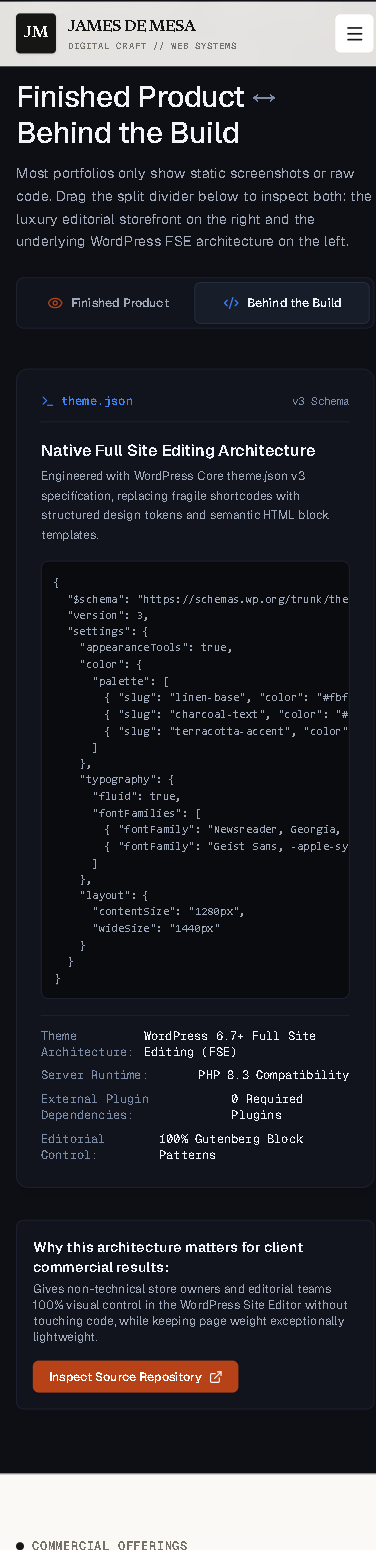 JM
JAMES DE MESA
DIGITAL CRAFT // WEB SYSTEMS
Finished Product ↔
Behind the Build
Most portfolios only show static screenshots or raw
code. Drag the split divider below to inspect both: the
luxury editorial storefront on the right and the
underlying WordPress FSE architecture on the left.
Finished Product
</> Behind the Build
>_ theme.json
v3 Schema
Native Full Site Editing Architecture
Engineered with WordPress Core theme.json v3
specification, replacing fragile shortcodes with
structured design tokens and semantic HTML block
templates.
{
"$schema": "https://schemas.wp.org/trunk/the
"version": 3,
"settings": {
"appearanceTools": true,
"color": {
"palette": [
{ "slug": "linen-base", "color": "#fbf
{ "slug": "charcoal-text", "color": "#
{ "slug": "terracotta-accent", "color"
]
},
"typography": {
"fluid": true,
"fontFamilies": [
{ "fontFamily": "Newsreader, Georgia,
{ "fontFamily": "Geist Sans, -apple-sy
]
},
"layout": {
"contentSize": "1280px",
"wideSize": "1440px"
}
}
}
Theme Architecture:
WordPress 6.7+ Full Site Editing (FSE)
Server Runtime:
PHP 8.3 Compatibility
External Plugin Dependencies:
0 Required Plugins
Editorial Control:
100% Gutenberg Block Patterns
Why this architecture matters for client
commercial results:
Gives non-technical store owners and editorial teams
100% visual control in the WordPress Site Editor without
touching code, while keeping page weight exceptionally
lightweight.
Inspect Source Repository
COMMERCIAL OFFERINGS